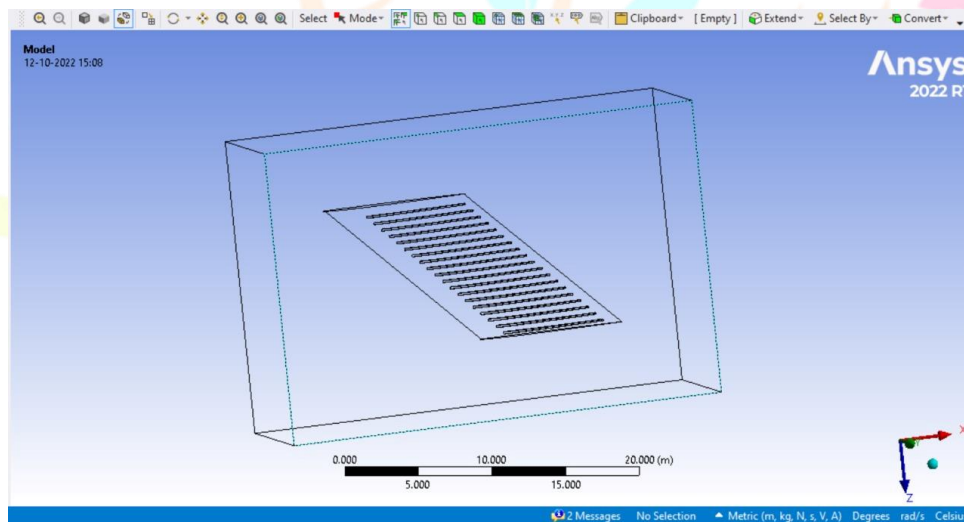 Select Mode Clipboard [ Empty ] Extend Select By Convert
Model
12-10-2022 15:08
Ansys
2022 R
0.000 10.000 20.000 (m)
5.000 15.000
X
Z
2 Messages No Selection Metric (m, kg, N, s, V, A) Degrees rad/s Celsiu